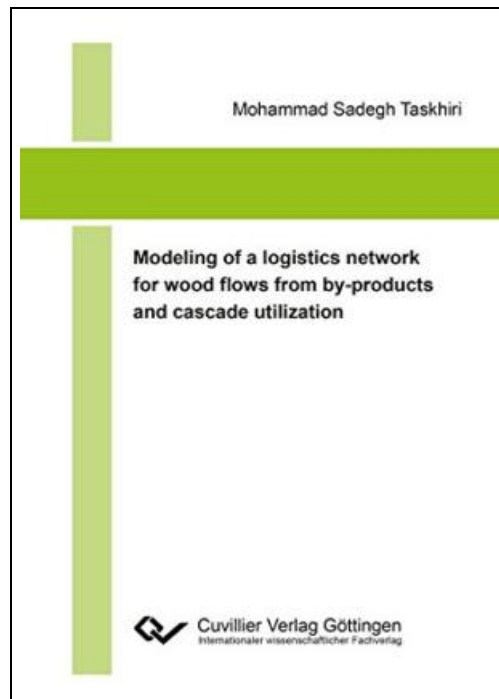 Mohammad Sadegh Taskhiri
Modeling of a logistics network
for wood flows from by-products
and cascade utilization
Cuvillier Verlag Göttingen
Internationaler wissenschaftlicher Fachverlag